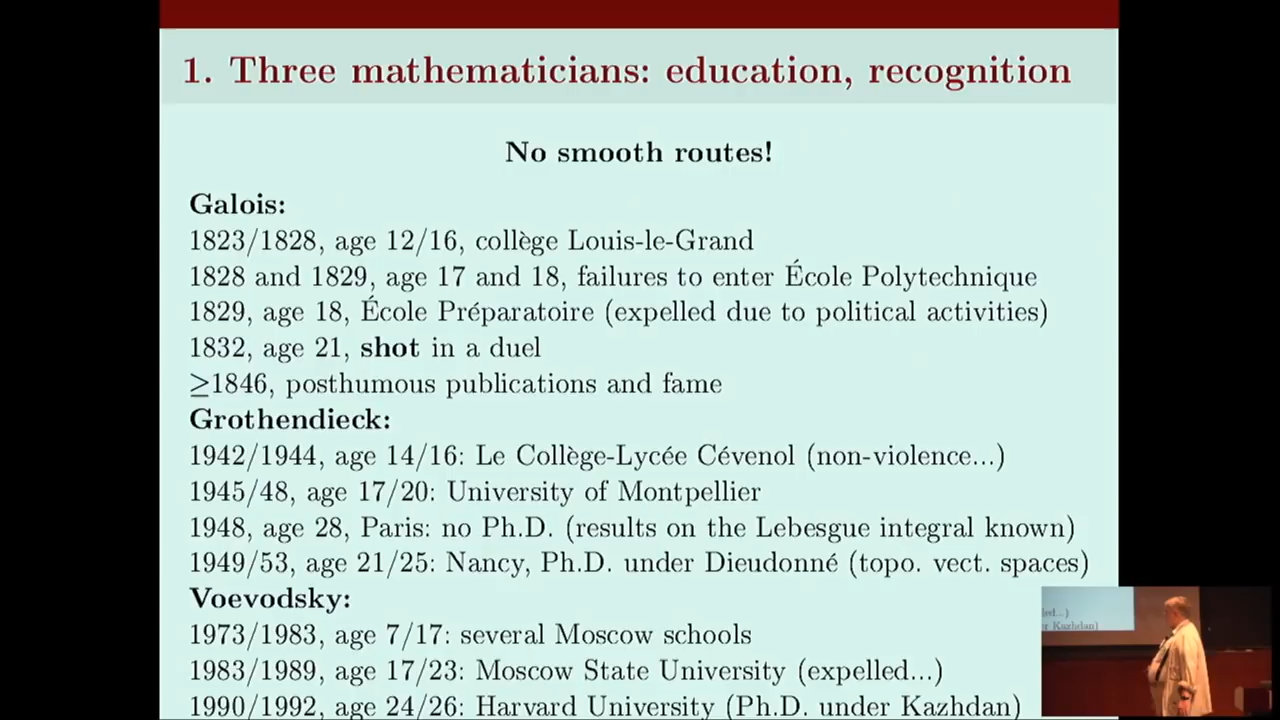 1. Three mathematicians: education, recognition
No smooth routes!
Galois:
1823/1828, age 12/16, collège Louis-le-Grand
1828 and 1829, age 17 and 18, failures to enter École Polytechnique
1829, age 18, École Préparatoire (expelled due to political activities)
1832, age 21, shot in a duel
≥1846, posthumous publications and fame
Grothendieck:
1942/1944, age 14/16: Le Collège-Lycée Cévenol (non-violence...)
1945/48, age 17/20: University of Montpellier
1948, age 28, Paris: no Ph.D. (results on the Lebesgue integral known)
1949/53, age 21/25: Nancy, Ph.D. under Dieudonné (topo. vect. spaces)
Voevodsky:
1973/1983, age 7/17: several Moscow schools
1983/1989, age 17/23: Moscow State University (expelled...)
1990/1992, age 24/26: Harvard University (Ph.D. under Kazhdan)
led...)
r Kazhdan)